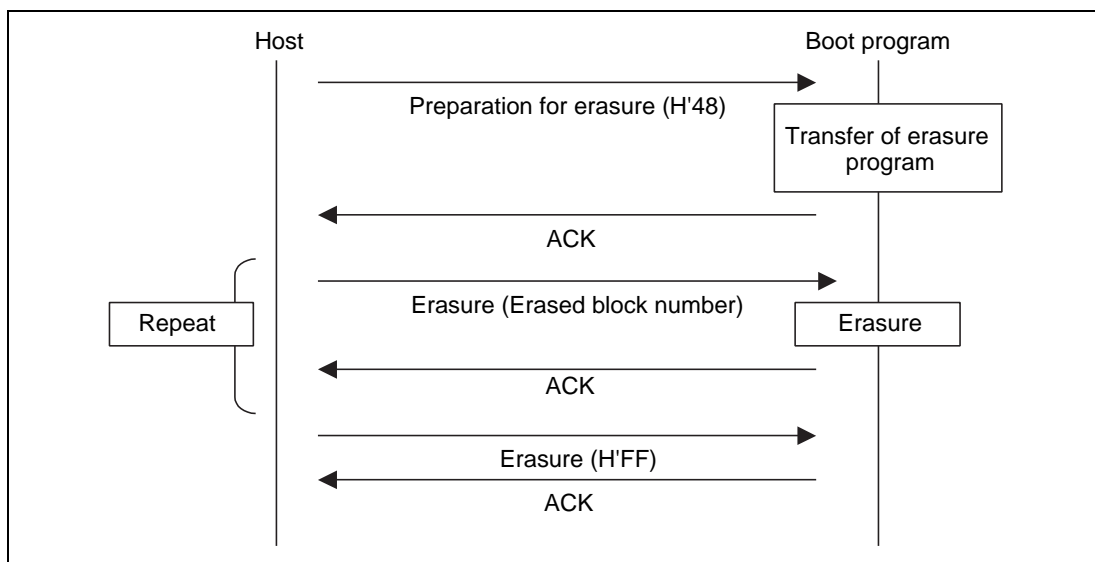 Host
Boot program
Preparation for erasure (H'48)
Transfer of erasure
program
ACK
Erasure (Erased block number)
Repeat
Erasure
ACK
Erasure (H'FF)
ACK